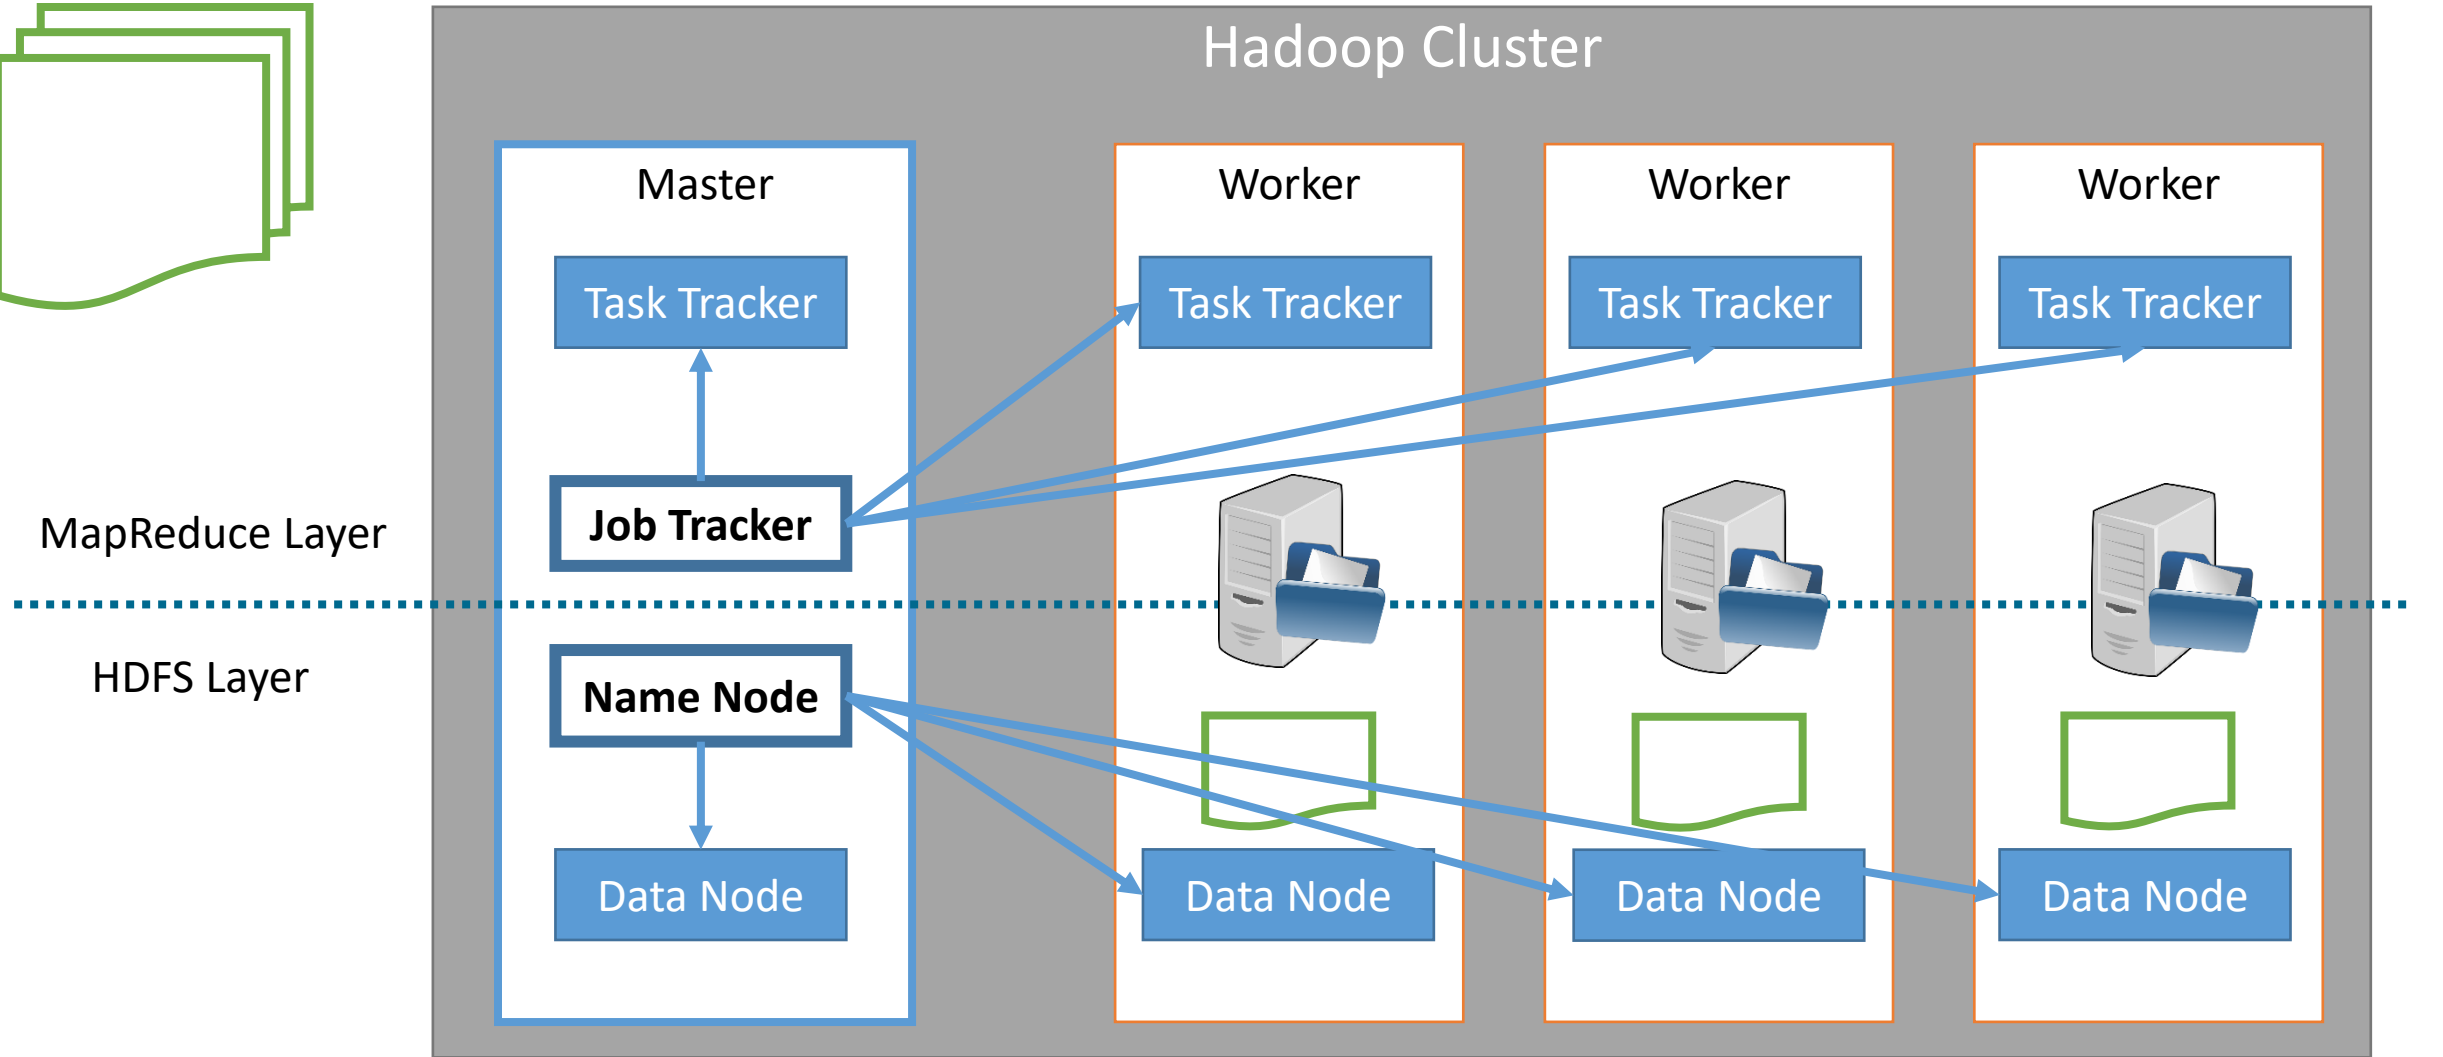 Hadoop Cluster
Master
Worker
Worker
Worker
Task Tracker
Task Tracker
Task Tracker
Task Tracker
Job Tracker
MapReduce Layer
HDFS Layer
Name Node
Data Node
Data Node
Data Node
Data Node